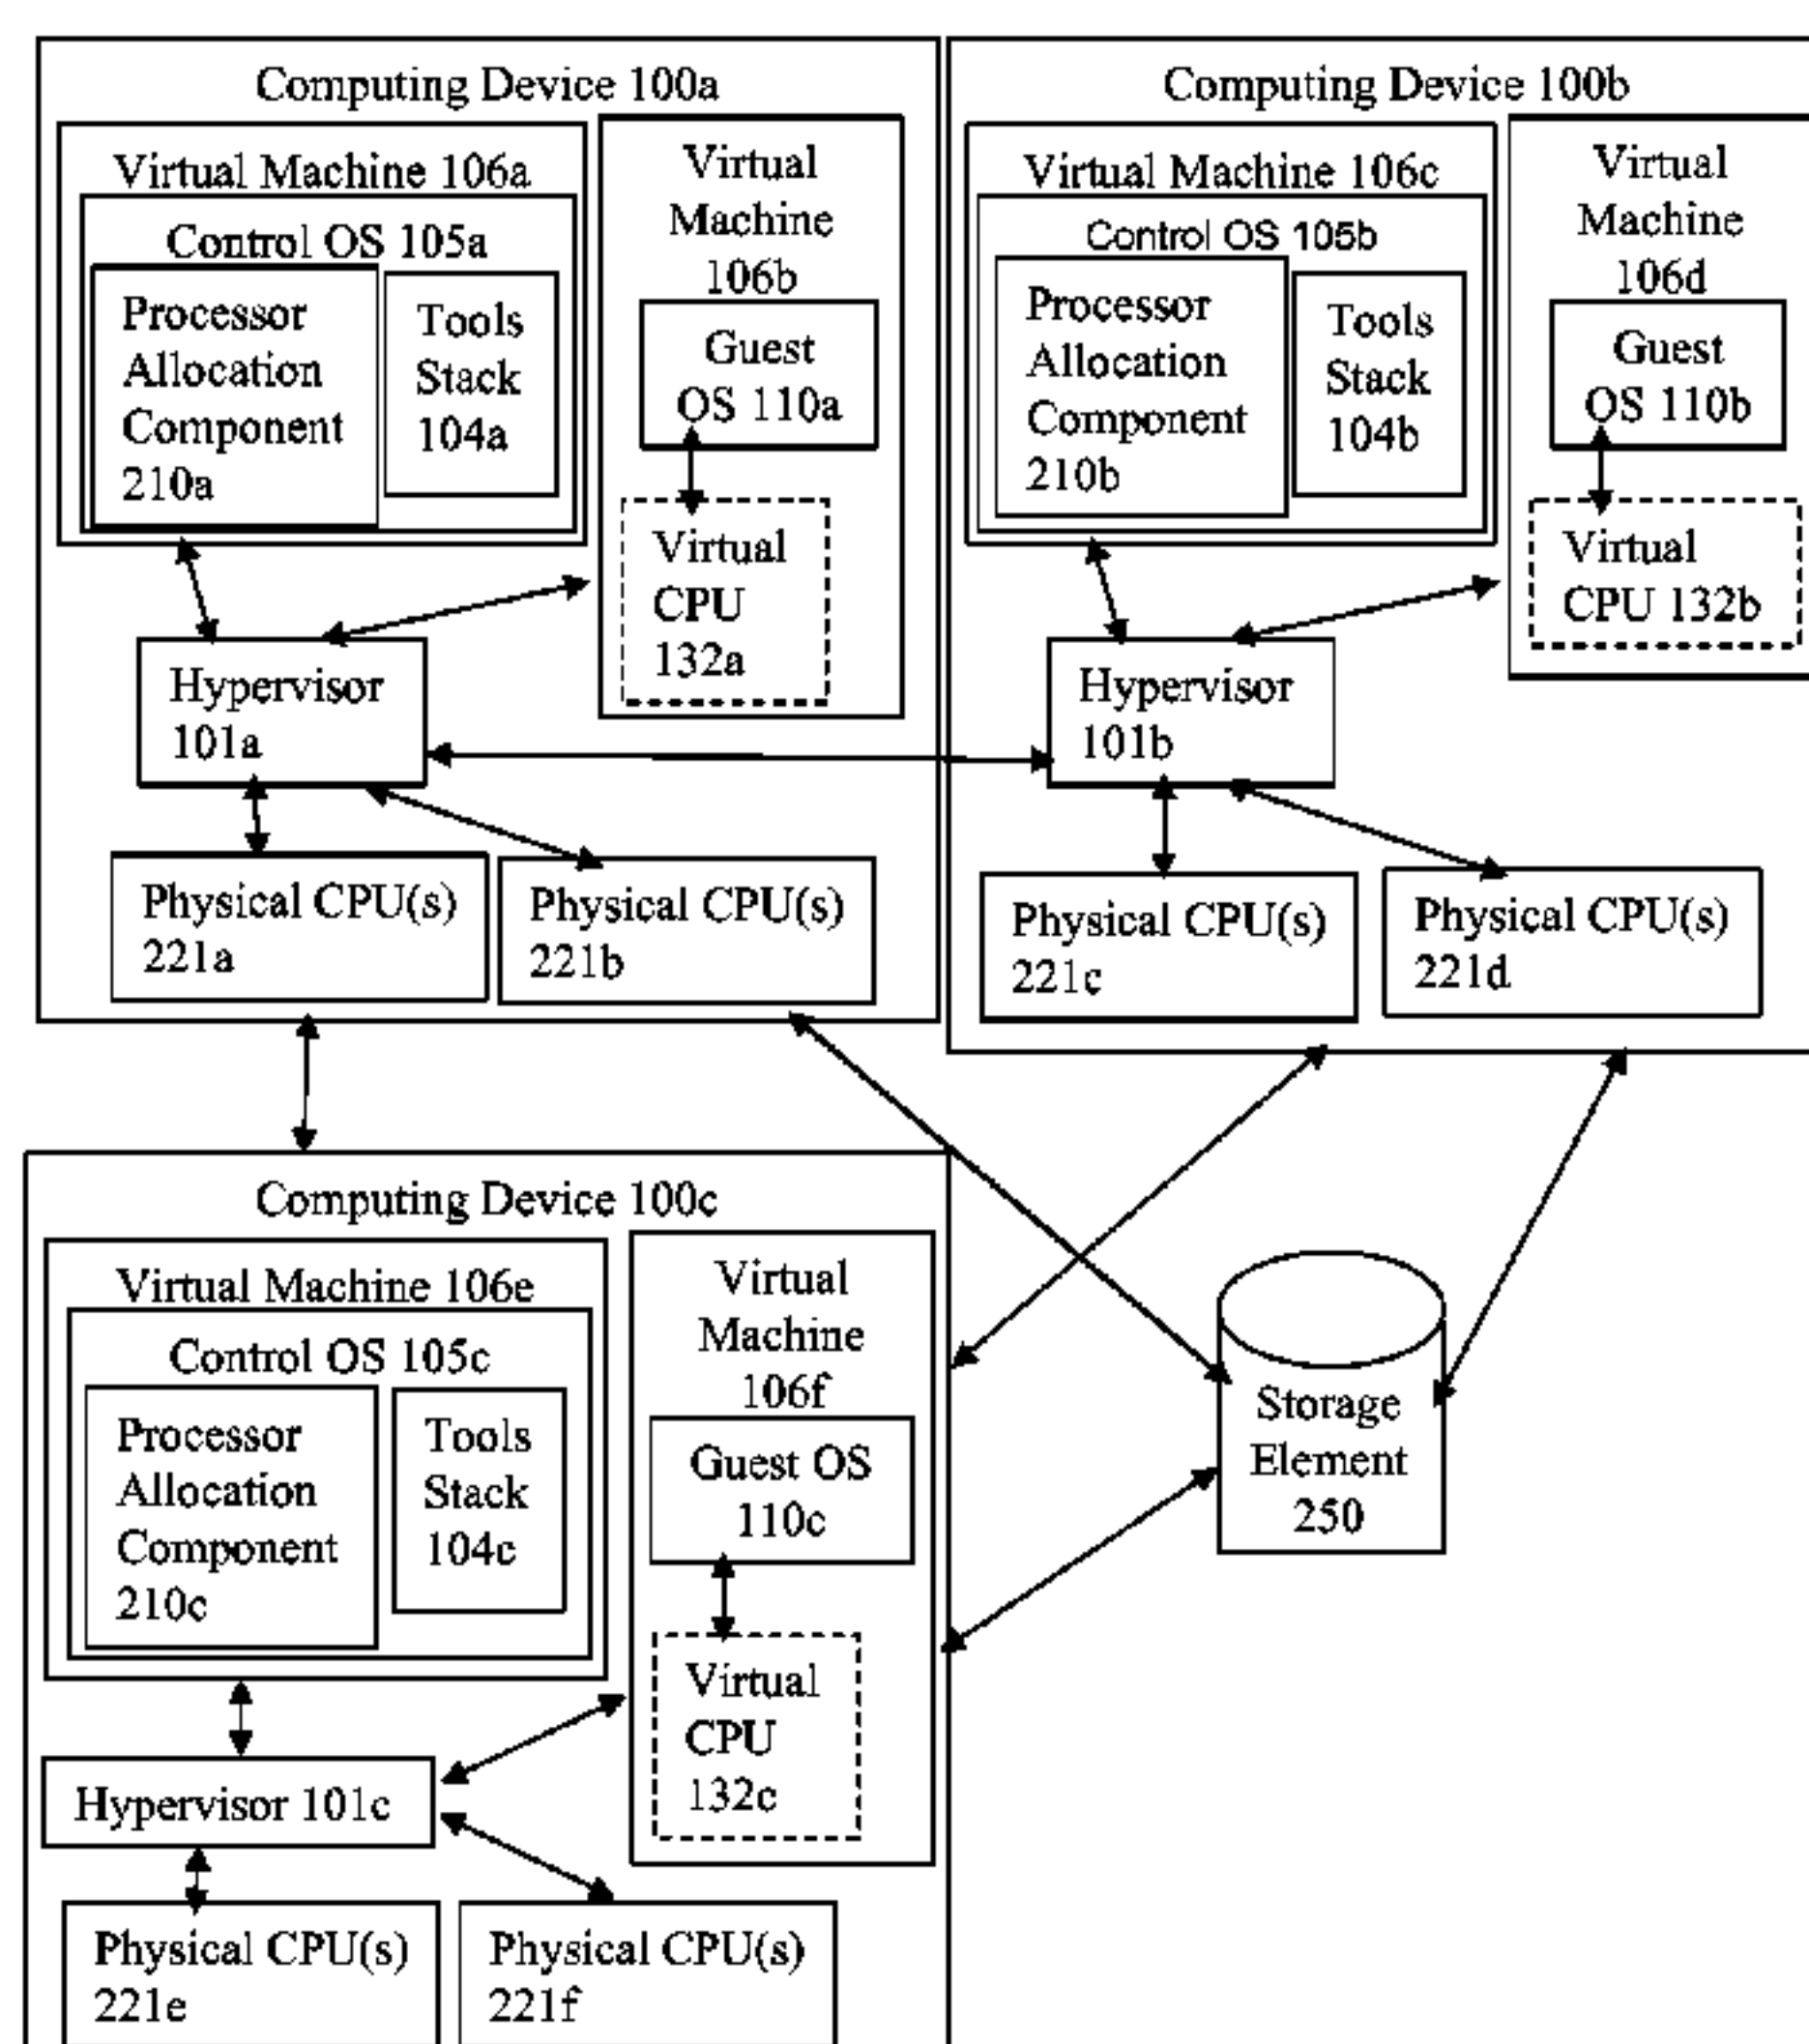 Computing Device 100a
Virtual Machine 106a
Control OS 105a
Processor
Allocation
Component
210a
Tools
Stack
104a
Virtual
Machine
106b
Guest
OS 110a
Virtual
CPU
132a
Hypervisor
101a
Physical CPU(s)
221a
Physical CPU(s)
221b
Computing Device 100b
Virtual Machine 106c
Control OS 105b
Processor
Allocation
Component
210b
Tools
Stack
104b
Virtual
Machine
106d
Guest
OS 110b
Virtual
CPU 132b
Hypervisor
101b
Physical CPU(s)
221c
Physical CPU(s)
221d
Computing Device 100c
Virtual Machine 106e
Control OS 105c
Processor
Allocation
Component
210c
Tools
Stack
104c
Virtual
Machine
106f
Guest OS
110c
Virtual
CPU
132c
Hypervisor 101c
Physical CPU(s)
221e
Physical CPU(s)
221f
Storage
Element
250